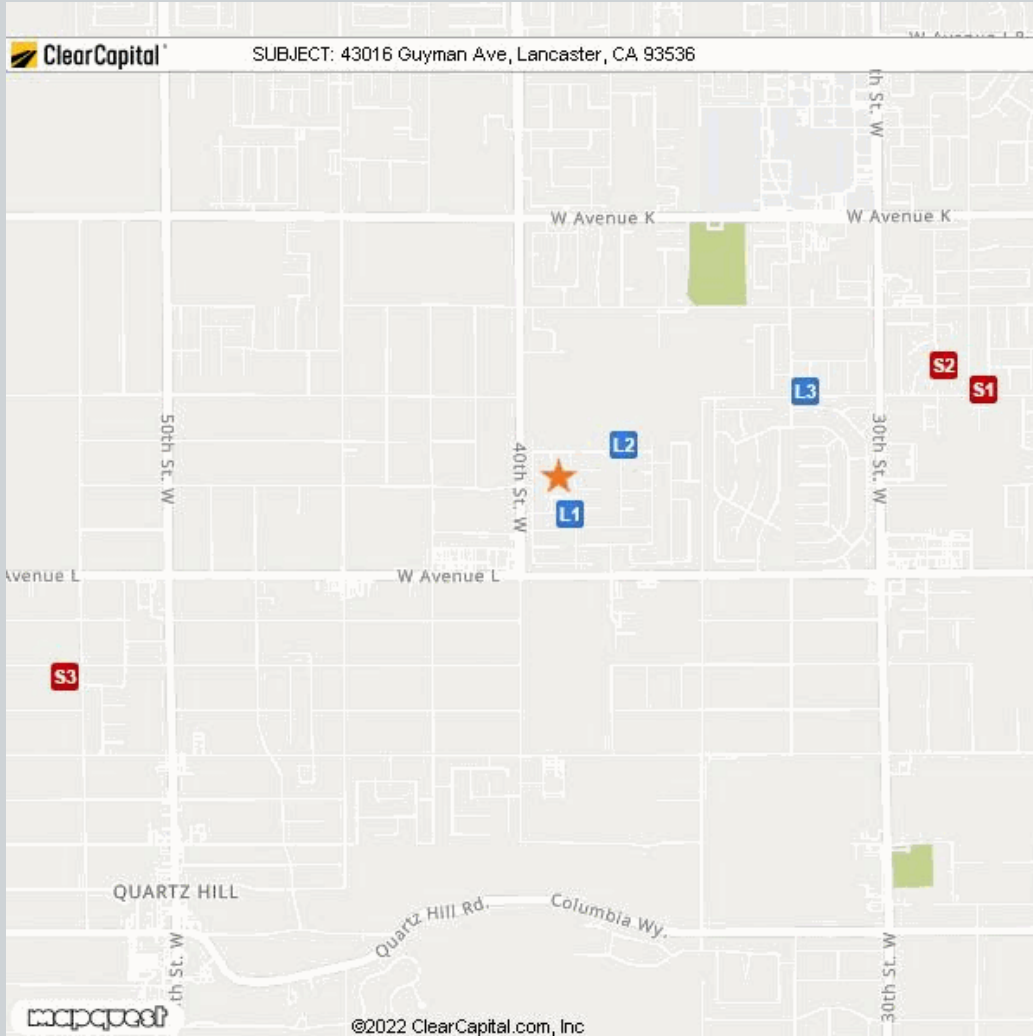 ClearCapital
SUBJECT: 43016 Guyman Ave, Lancaster, CA 93536
th St. W
W Avenue K
W Avenue K
S2
S1
L3
50th St. W
40th St. W
30th St. W
L2
L1
Avenue L
W Avenue L
S3
QUARTZ HILL
Quartz Hill Rd.
Columbia Wy.
th St. W
30th St. W
mapquest
©2022 ClearCapital.com, Inc